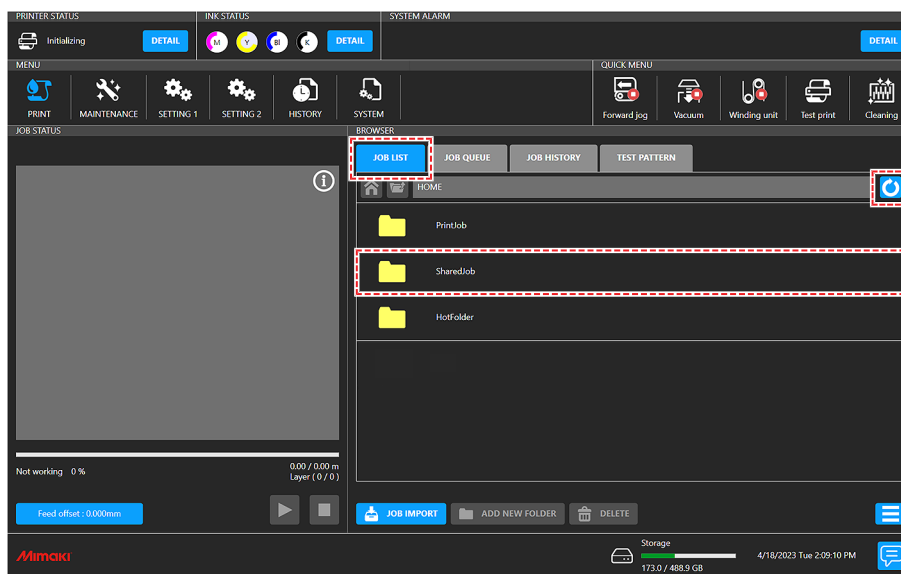 PRINTER STATUS
INK STATUS
SYSTEM ALARM
Initializing
DETAIL
M
Y
Bl
K
DETAIL
DETAIL
MENU
QUICK MENU
PRINT
MAINTENANCE
SETTING 1
SETTING 2
HISTORY
SYSTEM
Forward jog
Vacuum
Winding unit
Test print
Cleaning
JOB STATUS
BROWSER
JOB LIST
JOB QUEUE
JOB HISTORY
TEST PATTERN
HOME
PrintJob
SharedJob
HotFolder
Not working 0 %
0.00 / 0.00 m
Layer ( 0 / 0 )
Feed offset : 0.000mm
JOB IMPORT
ADD NEW FOLDER
DELETE
Mimaki
Storage
173.0 / 488.9 GB
4/18/2023 Tue 2:09:10 PM